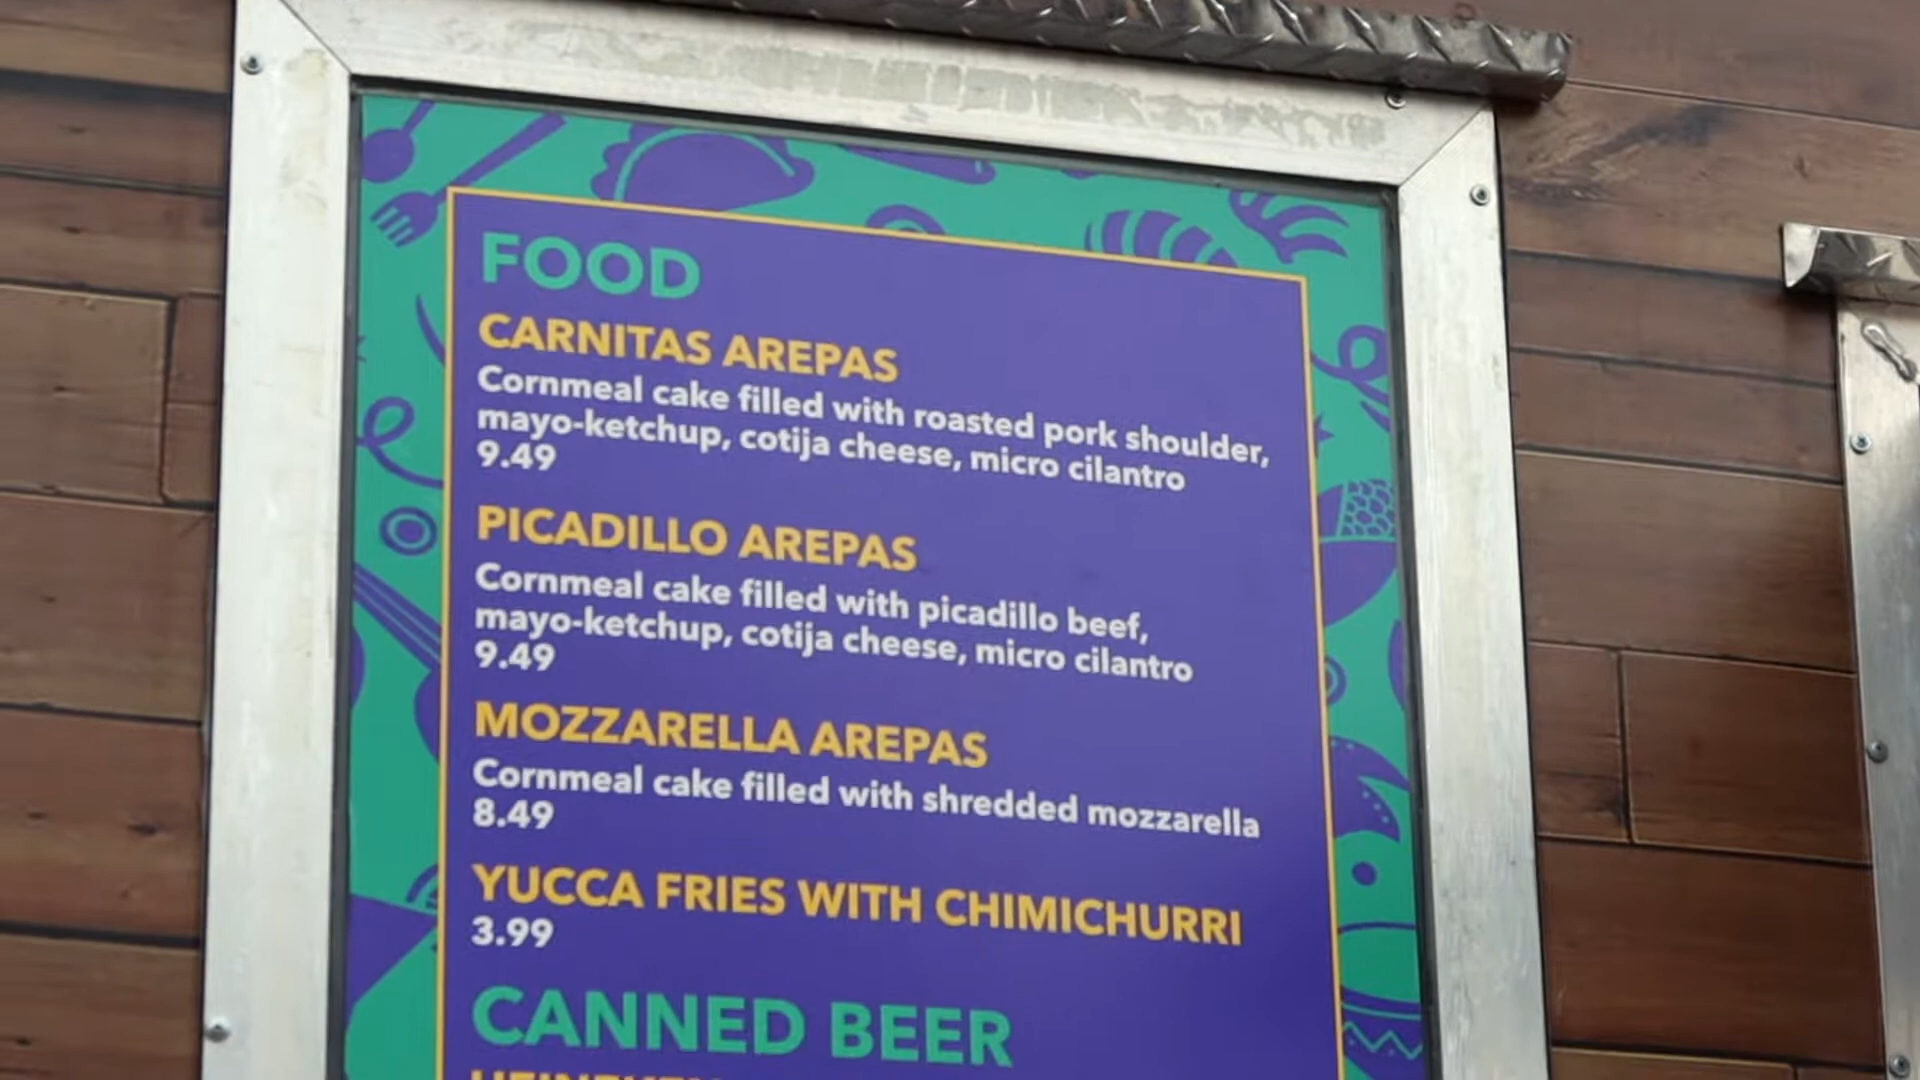 FOOD
CARNITAS AREPAS
Cornmeal cake filled with roasted pork shoulder,
mayo-ketchup, cotija cheese, micro cilantro
9.49
PICADILLO AREPAS
Cornmeal cake filled with picadillo beef,
mayo-ketchup, cotija cheese, micro cilantro
9.49
MOZZARELLA AREPAS
Cornmeal cake filled with shredded mozzarella
8.49
YUCCA FRIES WITH CHIMICHURRI
3.99
CANNED BEER